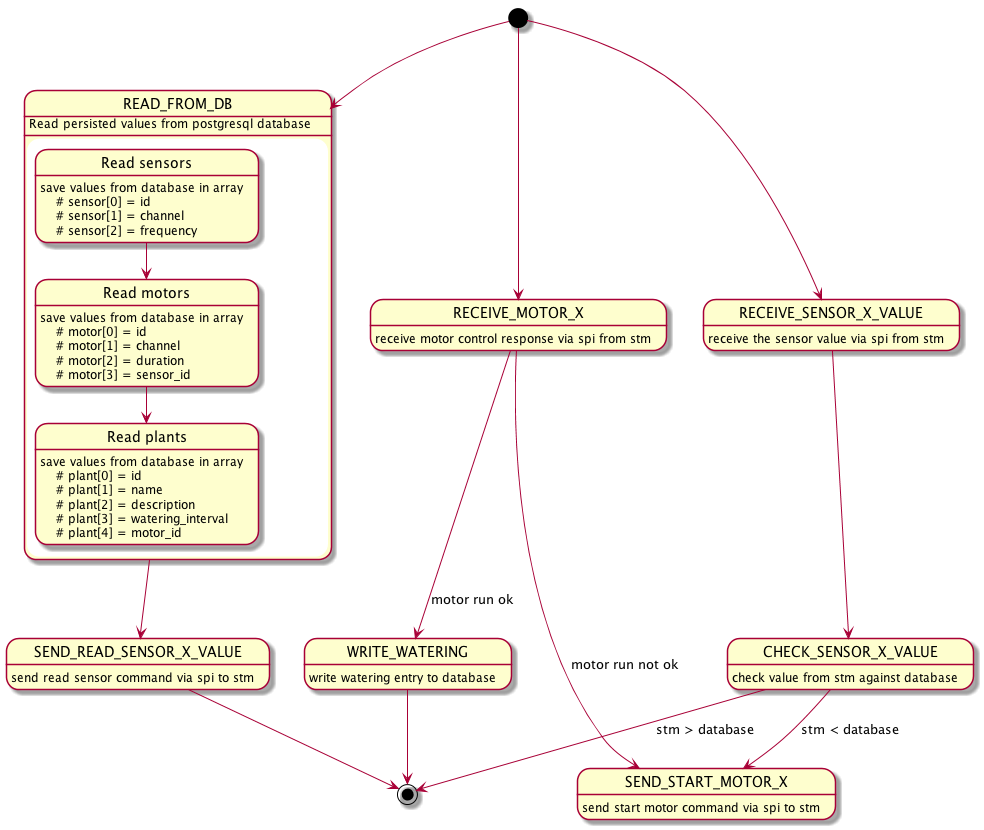 READ_FROM_DB
Read persisted values from postgresql database
Read sensors
save values from database in array
# sensor[0] = id
# sensor[1] = channel
# sensor[2] = frequency
Read motors
save values from database in array
# motor[0] = id
# motor[1] = channel
# motor[2] = duration
# motor[3] = sensor_id
Read plants
save values from database in array
# plant[0] = id
# plant[1] = name
# plant[2] = description
# plant[3] = watering_interval
# plant[4] = motor_id
RECEIVE_MOTOR_X
receive motor control response via spi from stm
RECEIVE_SENSOR_X_VALUE
receive the sensor value via spi from stm
motor run ok
SEND_READ_SENSOR_X_VALUE
send read sensor command via spi to stm
WRITE_WATERING
write watering entry to database
motor run not ok
CHECK_SENSOR_X_VALUE
check value from stm against database
stm > database
stm < database
SEND_START_MOTOR_X
send start motor command via spi to stm